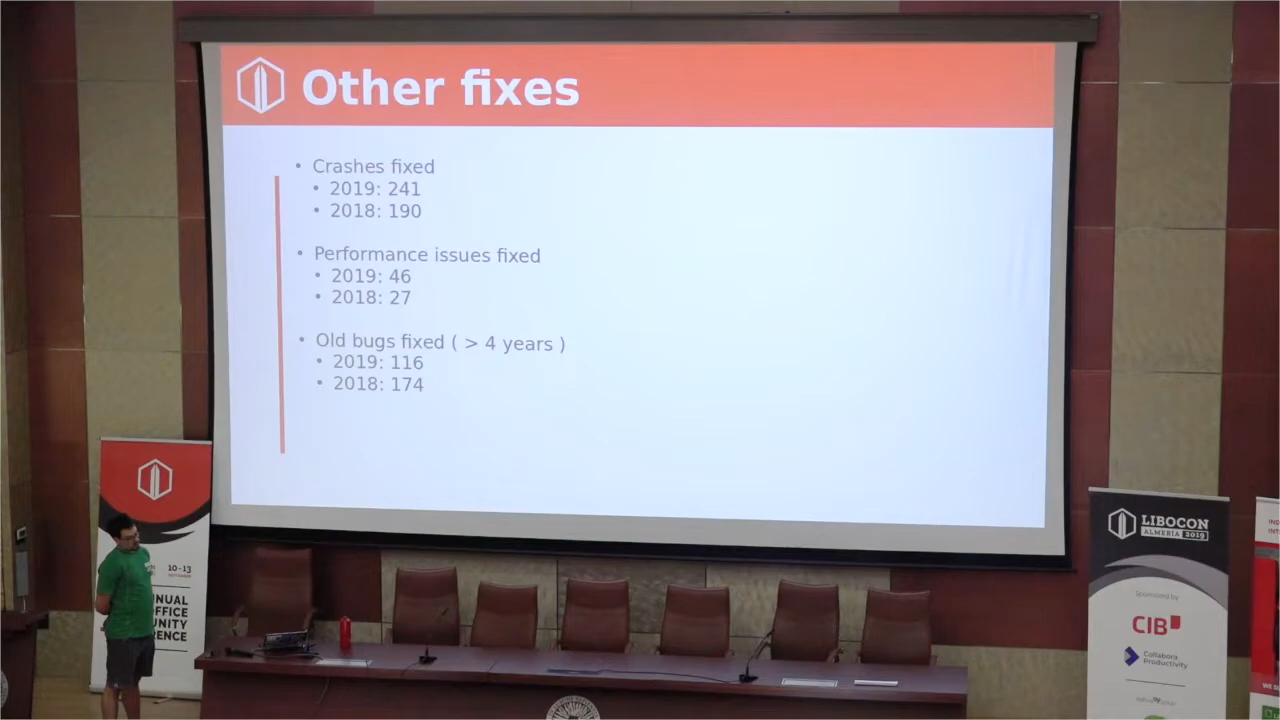 Other fixes
• Crashes fixed
• 2019: 241
• 2018: 190
• Performance issues fixed
• 2019: 46
• 2018: 27
• Old bugs fixed ( > 4 years )
• 2019: 116
• 2018: 174
10-13
NUAL
FFICE
UNITY
RENCE
LIBOCON
ALMERIA 2019
Sponsored by
CIB
Collabora
Productivity